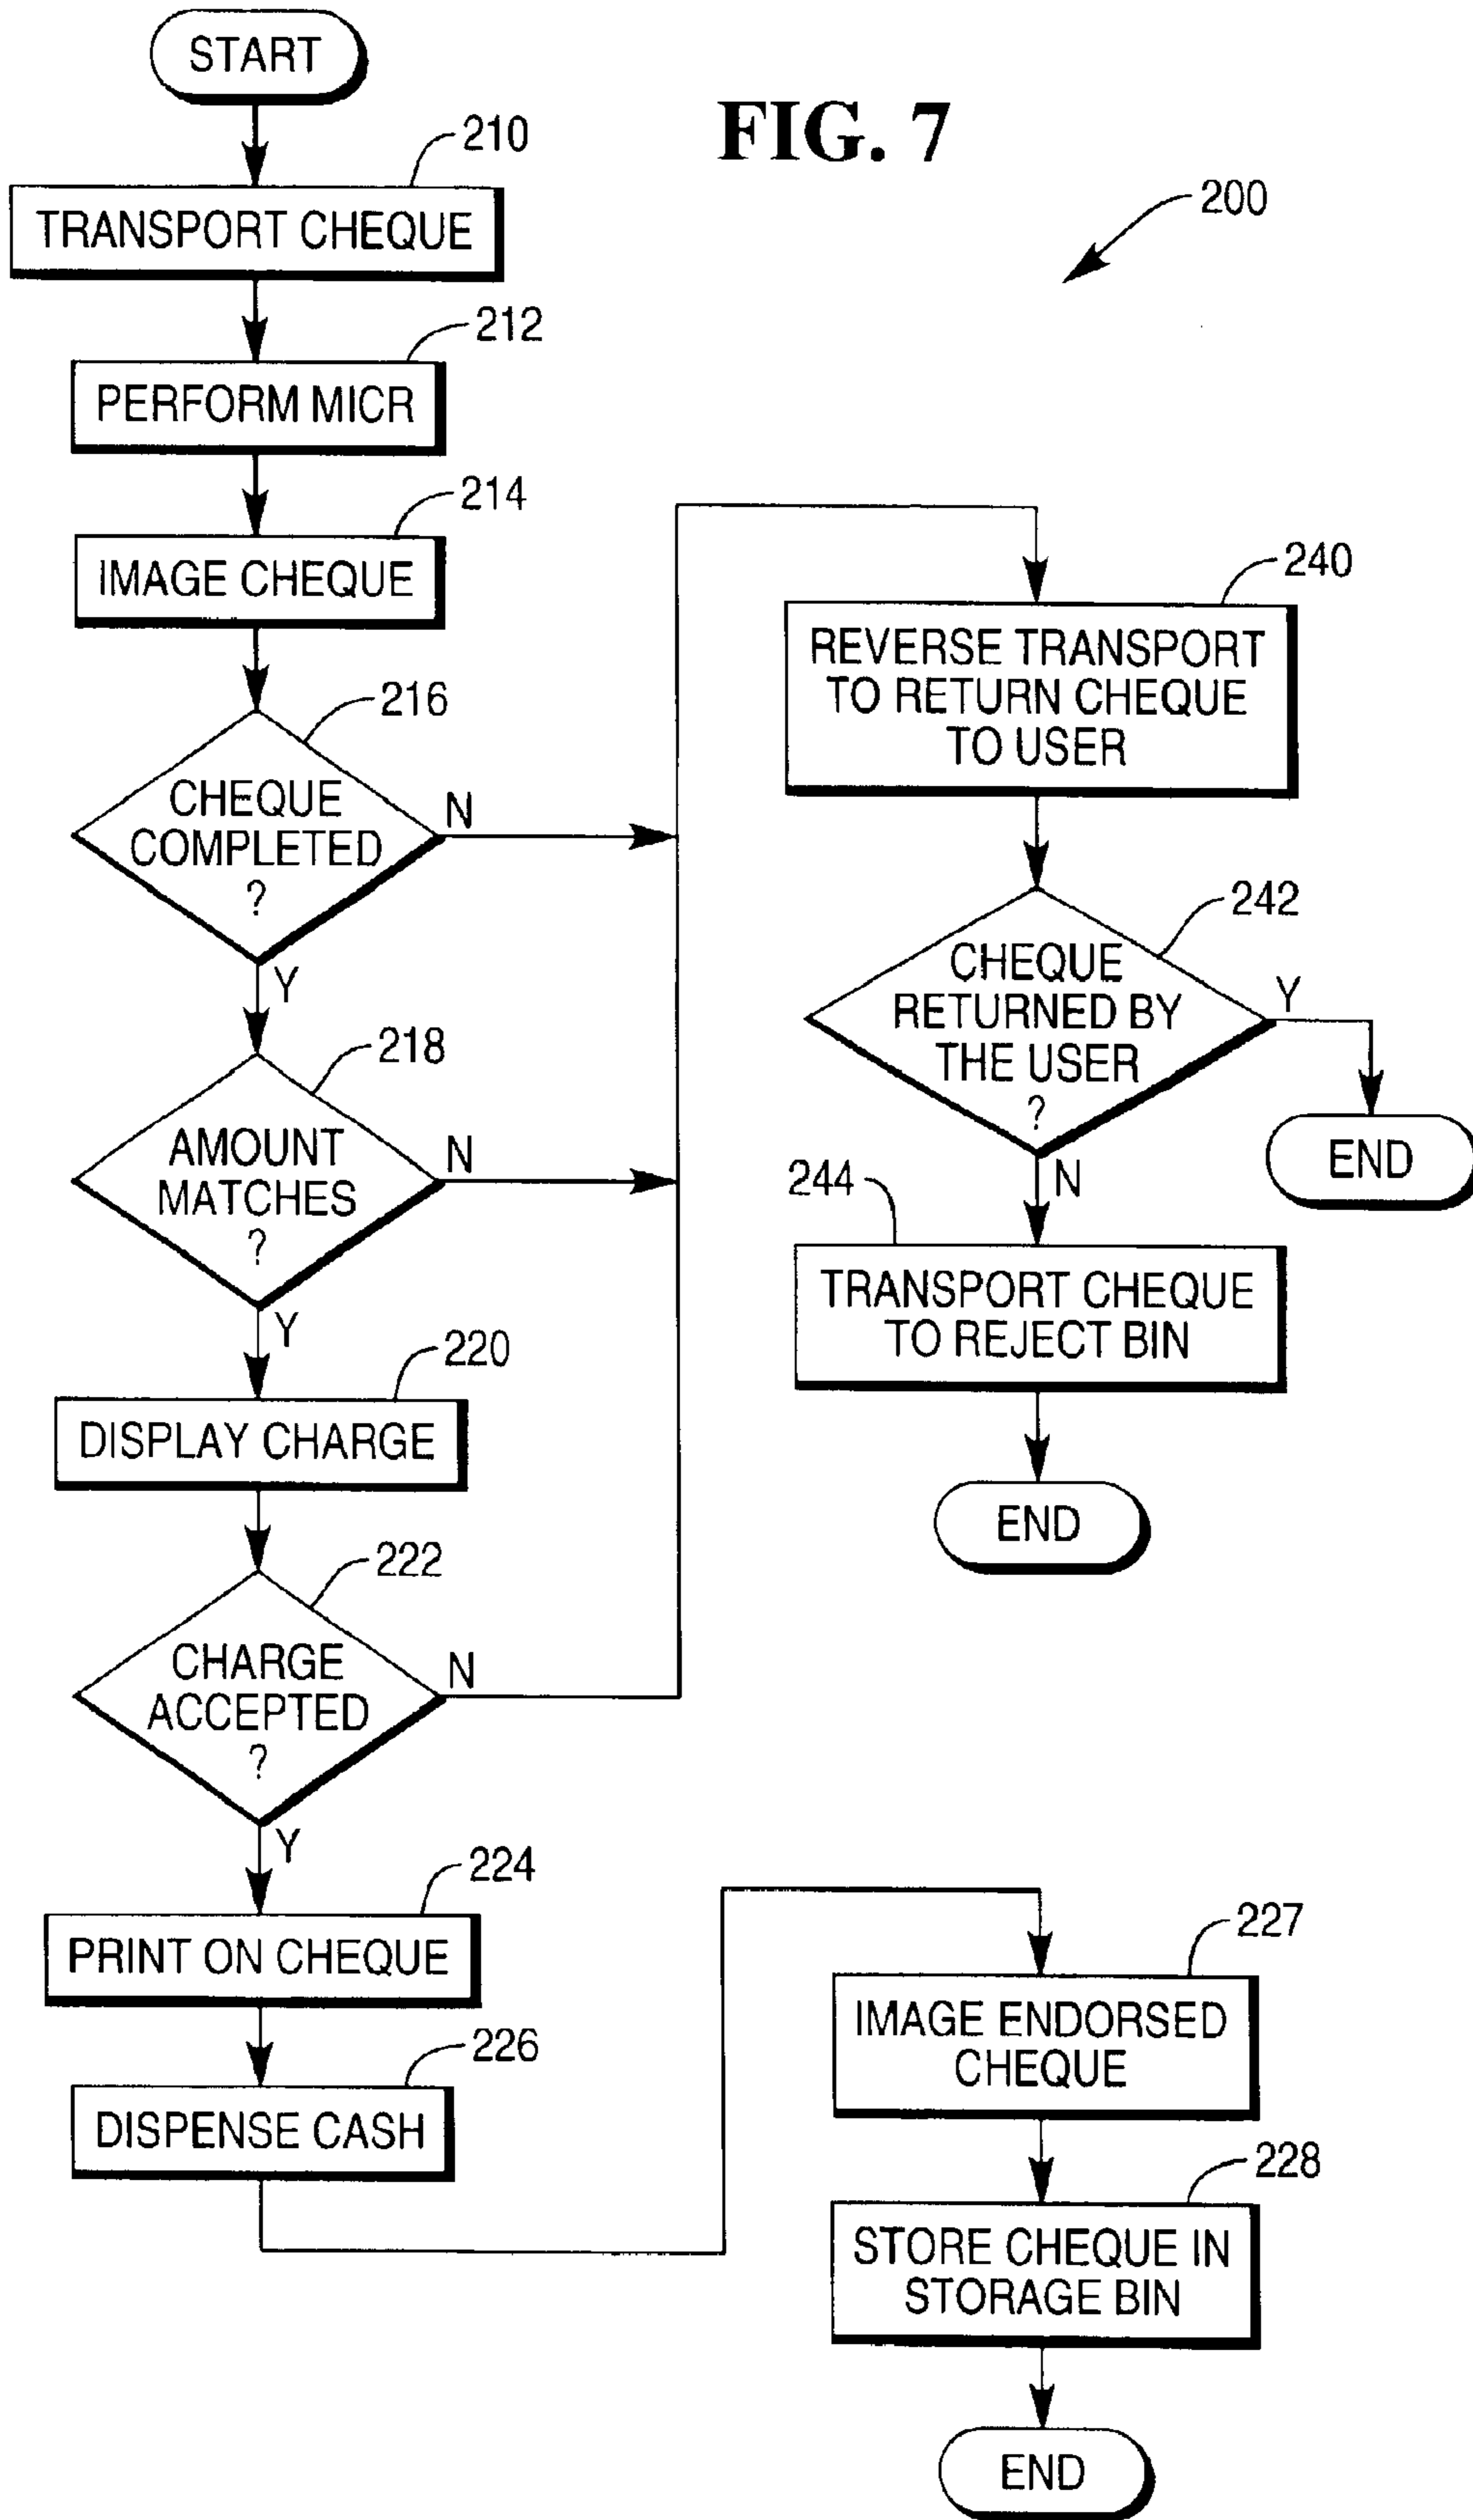 START
FIG. 7
200
210
TRANSPORT CHEQUE
212
PERFORM MICR
214
IMAGE CHEQUE
216
CHEQUE
COMPLETED
?
N
Y
218
AMOUNT
MATCHES
?
N
Y
220
DISPLAY CHARGE
222
CHARGE
ACCEPTED
?
N
Y
224
PRINT ON CHEQUE
226
DISPENSE CASH
240
REVERSE TRANSPORT
TO RETURN CHEQUE
TO USER
242
CHEQUE
RETURNED BY
THE USER
?
Y
END
N
244
TRANSPORT CHEQUE
TO REJECT BIN
END
227
IMAGE ENDORSED
CHEQUE
228
STORE CHEQUE IN
STORAGE BIN
END